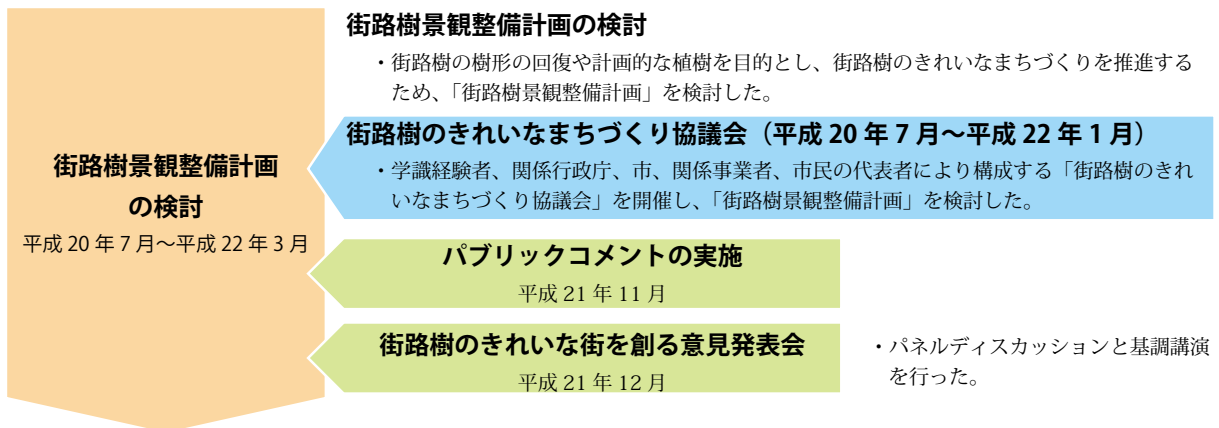 街路樹景観整備計画
の検討
平成 20 年 7 月～平成 22 年 3 月
街路樹景観整備計画の検討
・街路樹の樹形の回復や計画的な植樹を目的とし、街路樹のきれいなまちづくりを推進する
ため、「街路樹景観整備計画」を検討した。
街路樹のきれいなまちづくり協議会（平成 20 年 7 月～平成 22 年 1 月）
・学識経験者、関係行政庁、市、関係事業者、市民の代表者により構成する「街路樹のきれ
いなまちづくり協議会」を開催し、「街路樹景観整備計画」を検討した。
パブリックコメントの実施
平成 21 年 11 月
街路樹のきれいな街を創る意見発表会
平成 21 年 12 月
・パネルディスカッションと基調講演
を行った。